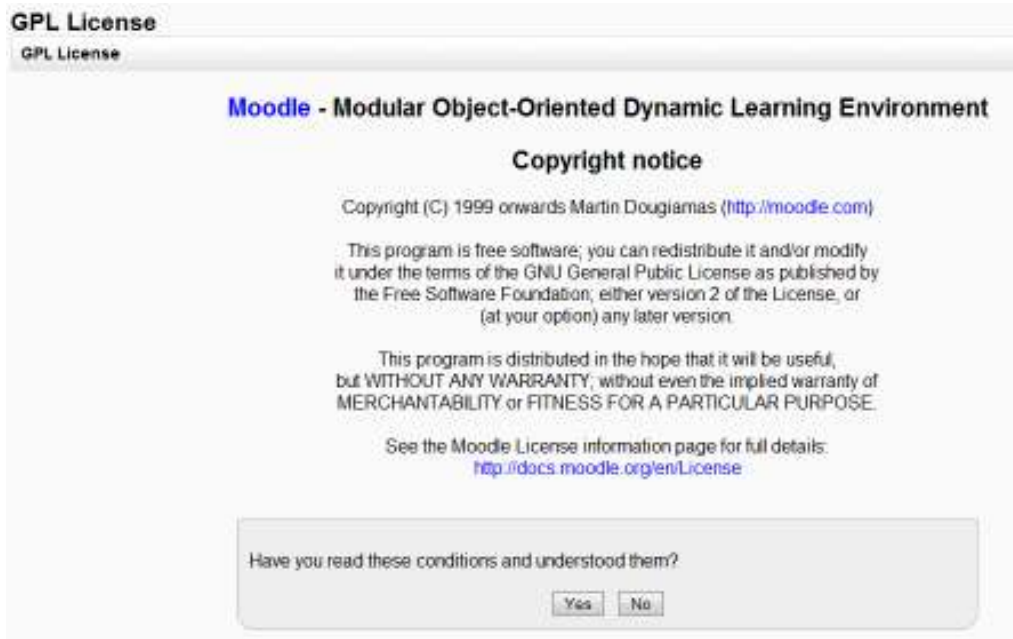 GPL License
GPL License
Moodle - Modular Object-Oriented Dynamic Learning Environment
Copyright notice
Copyright (C) 1999 onwards Martin Dougiamas (http://moodle.com)
This program is free software; you can redistribute it and/or modify
it under the terms of the GNU General Public License as published by
the Free Software Foundation; either version 2 of the License, or
(at your option) any later version.
This program is distributed in the hope that it will be useful,
but WITHOUT ANY WARRANTY; without even the implied warranty of
MERCHANTABILITY or FITNESS FOR A PARTICULAR PURPOSE.
See the Moodle License information page for full details:
http://docs.moodle.org/en/License
Have you read these conditions and understood them?
Yes No